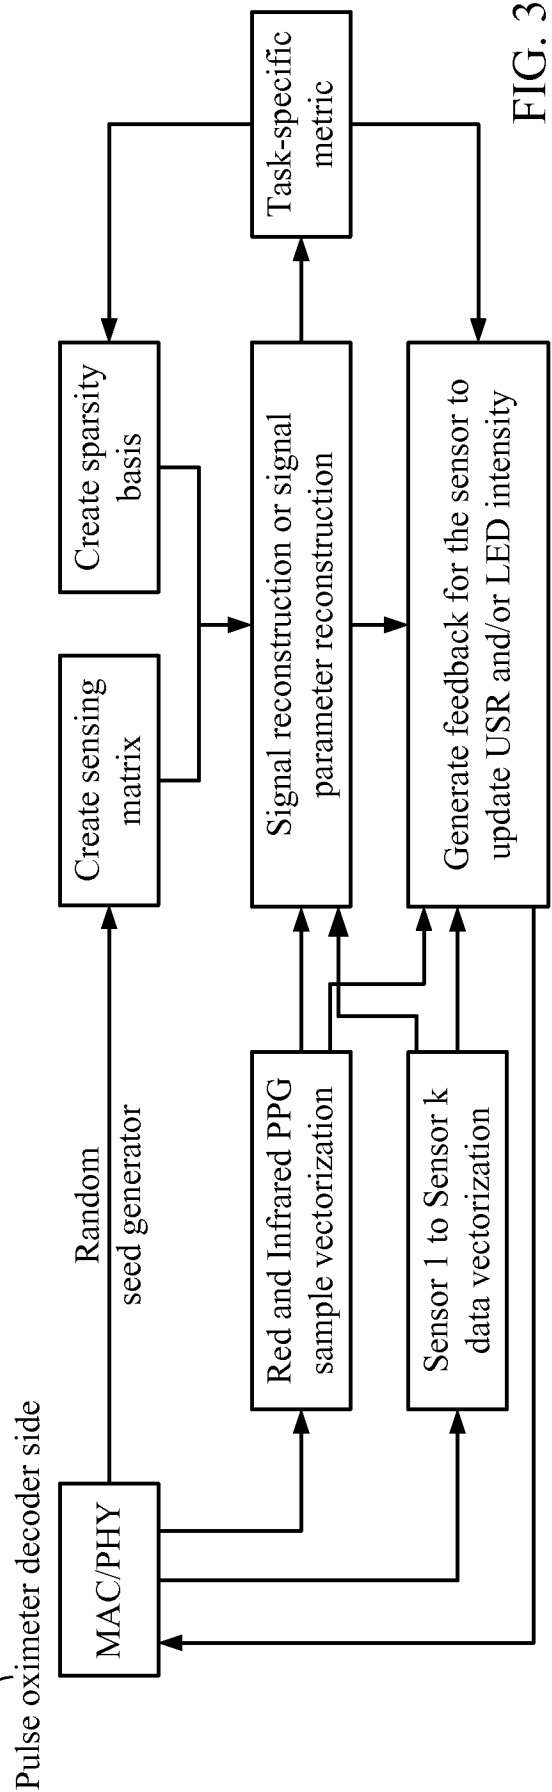 Pulse oximeter decoder side
MAC/PHY
Random
seed generator
Create sensing
matrix
Create sparsity
basis
Red and Infrared PPG
sample vectorization
Signal reconstruction or signal
parameter reconstruction
Task-specific
metric
Sensor 1 to Sensor k
data vectorization
Generate feedback for the sensor to
update USR and/or LED intensity
FIG. 3